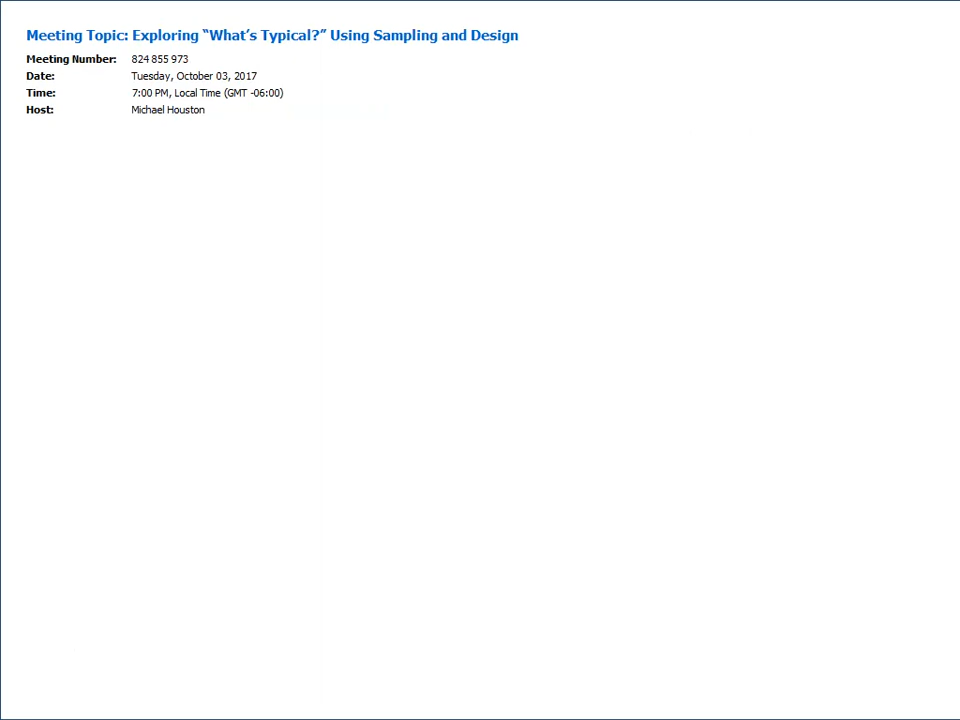 Meeting Topic: Exploring “What’s Typical?” Using Sampling and Design
Meeting Number: 824 855 973
Date: Tuesday, October 03, 2017
Time: 7:00 PM, Local Time (GMT -06:00)
Host: Michael Houston